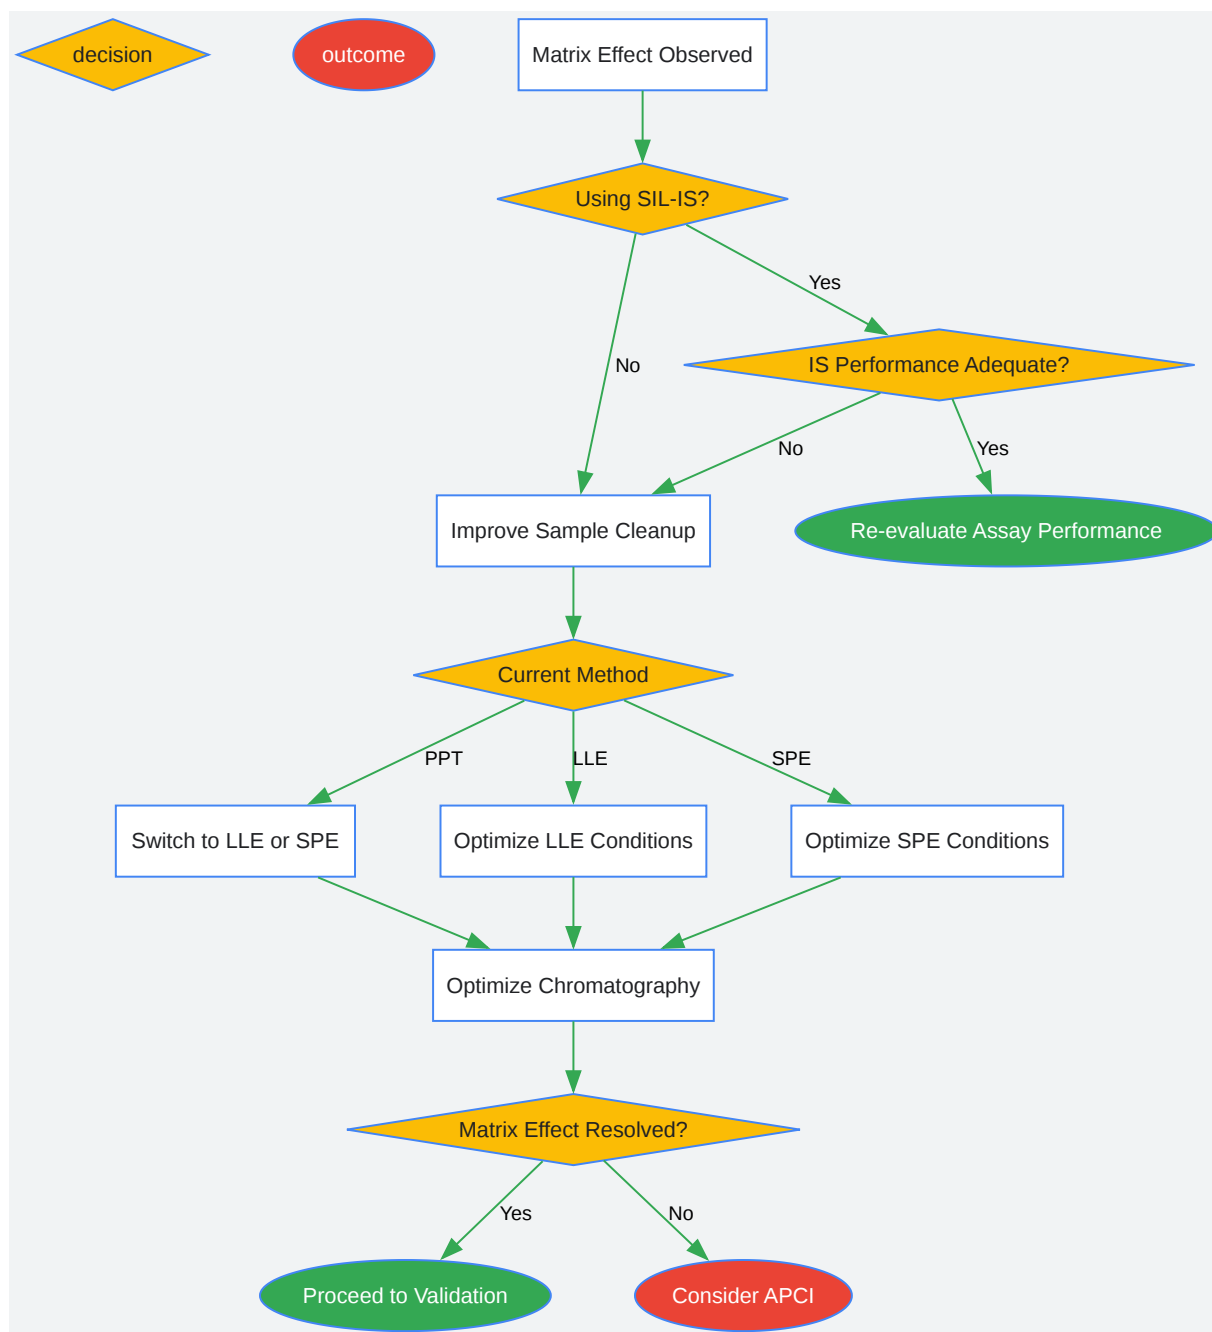 decision
outcome
Matrix Effect Observed
Using SIL-IS?
Yes
No
IS Performance Adequate?
No
Yes
Improve Sample Cleanup
Re-evaluate Assay Performance
Current Method
PPT
LLE
SPE
Switch to LLE or SPE
Optimize LLE Conditions
Optimize SPE Conditions
Optimize Chromatography
Matrix Effect Resolved?
Yes
No
Proceed to Validation
Consider APCI